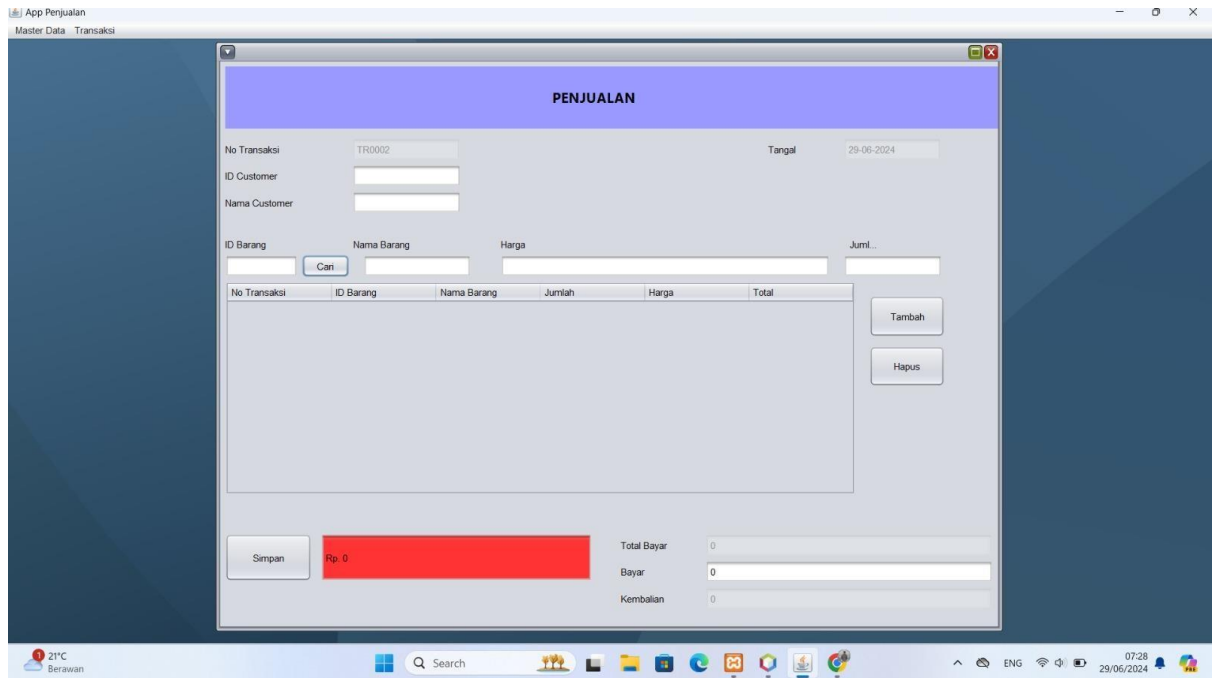 App Penjualan
Master Data Transaksi
PENJUALAN
No Transaksi TR0002 Tangal 29-06-2024
ID Customer
Nama Customer
ID Barang Nama Barang Harga Juml...
Cari
No Transaksi ID Barang Nama Barang Jumlah Harga Total
Tambah
Hapus
Simpan Rp. 0
Total Bayar 0
Bayar 0
Kembalian 0
1 21°C
Berawan
Search
ENG
07:28
29/06/2024